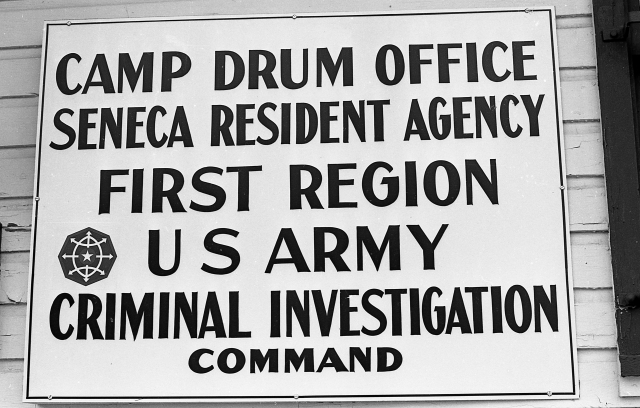 CAMP DRUM OFFICE
SENECA RESIDENT AGENCY
FIRST REGION
U S ARMY
CRIMINAL INVESTIGATION
COMMAND